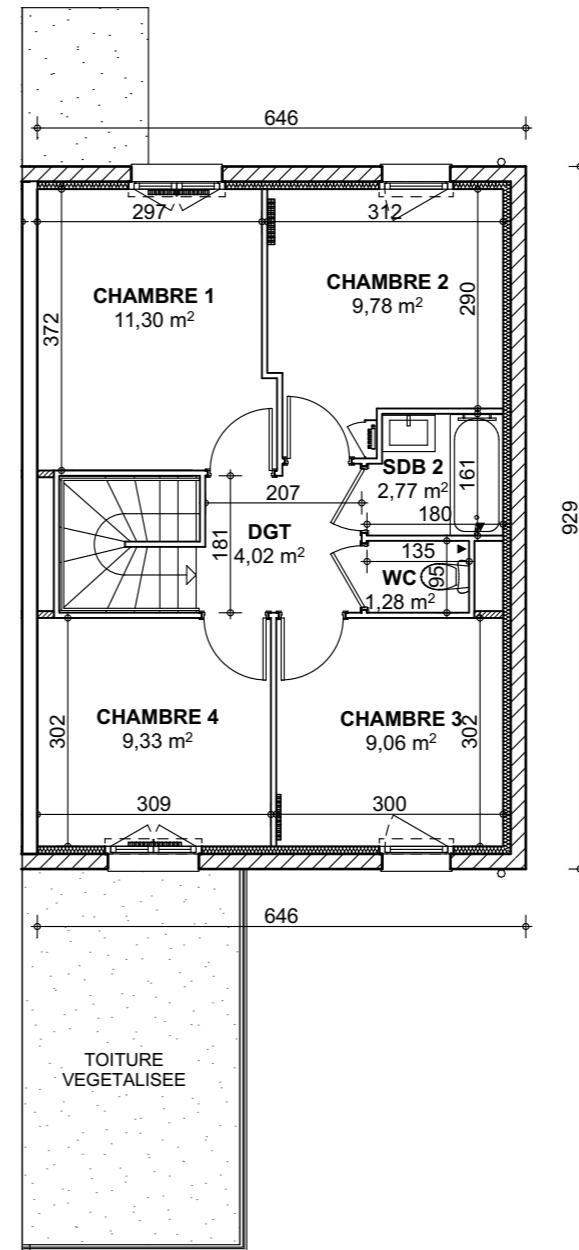 646
297
312
CHAMBRE 1
11,30 m²
CHAMBRE 2
9,78 m²
372
290
SDB 2
2,77 m²
161
180
207
DGT
4,02 m²
181
135
WC
1,28 m²
95
929
CHAMBRE 4
9,33 m²
CHAMBRE 3
9,06 m²
302
302
309
300
646
TOITURE
VEGETALISEE